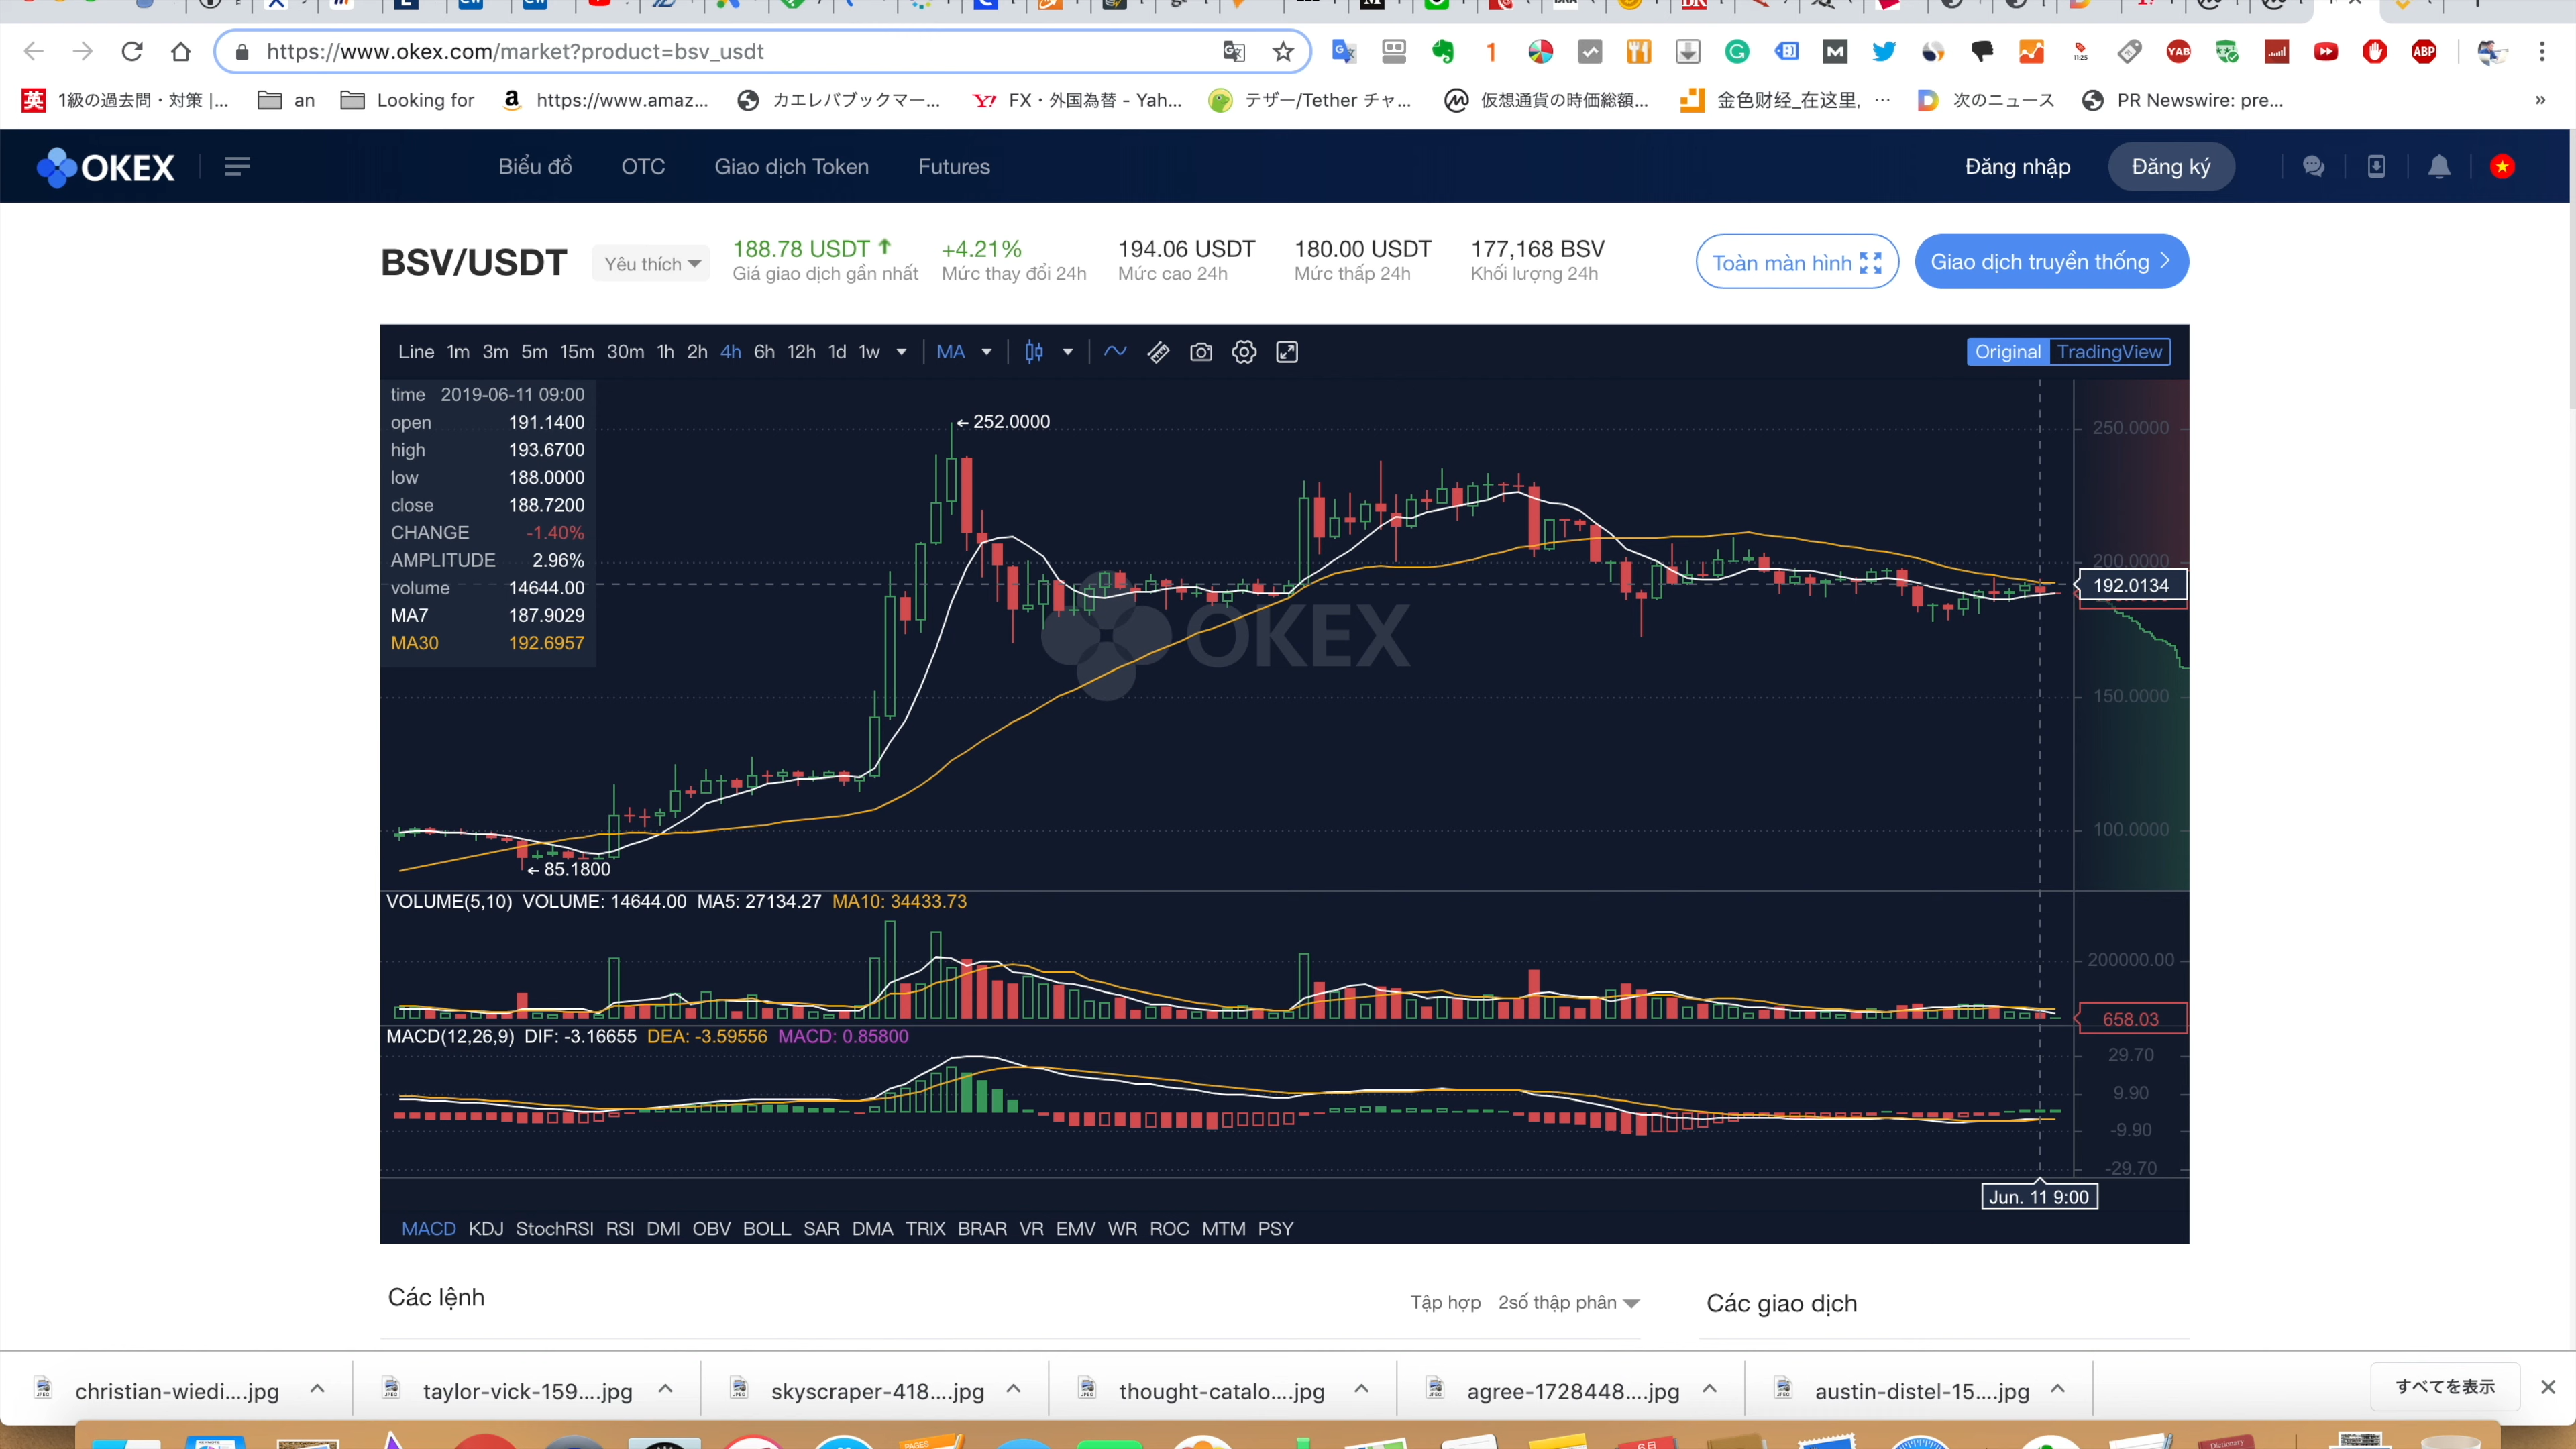 https://www.okex.com/market?product=bsv_usdt
英 1級の過去問・対策 |... an Looking for https://www.amaz... カエレバブックマー... FX・外国為替 - Yah... テザー/Tether チャ... 仮想通貨の時価総額... 金色财经_在这里, ... 次のニュース PR Newswire: pre... »
OKEX Biểu đồ OTC Giao dịch Token Futures Đăng nhập Đăng ký
BSV/USDT Yêu thích 188.78 USDT +4.21% 194.06 USDT 180.00 USDT 177,168 BSV Toàn màn hình Giao dịch truyền thống
Giá giao dịch gần nhất Mức thay đổi 24h Mức cao 24h Mức thấp 24h Khối lượng 24h
Line 1m 3m 5m 15m 30m 1h 2h 4h 6h 12h 1d 1w MA Original TradingView
time 2019-06-11 09:00
open 191.1400
high 193.6700
low 188.0000
close 188.7200
CHANGE -1.40%
AMPLITUDE 2.96%
volume 14644.00
MA7 187.9029
MA30 192.6957
252.0000
250.0000
200.0000
192.0134
OKEX
150.0000
100.0000
85.1800
VOLUME(5,10) VOLUME: 14644.00 MA5: 27134.27 MA10: 34433.73
200000.00
658.03
MACD(12,26,9) DIF: -3.16655 DEA: -3.59556 MACD: 0.85800
29.70
9.90
-9.90
-29.70
Jun. 11 9:00
MACD KDJ StochRSI RSI DMI OBV BOLL SAR DMA TRIX BRAR VR EMV WR ROC MTM PSY
Các lệnh Tập hợp 2số thập phân Các giao dịch
christian-wiedi....jpg taylor-vick-159....jpg skyscraper-418....jpg thought-catalo....jpg agree-1728448....jpg austin-distel-15....jpg すべてを表示